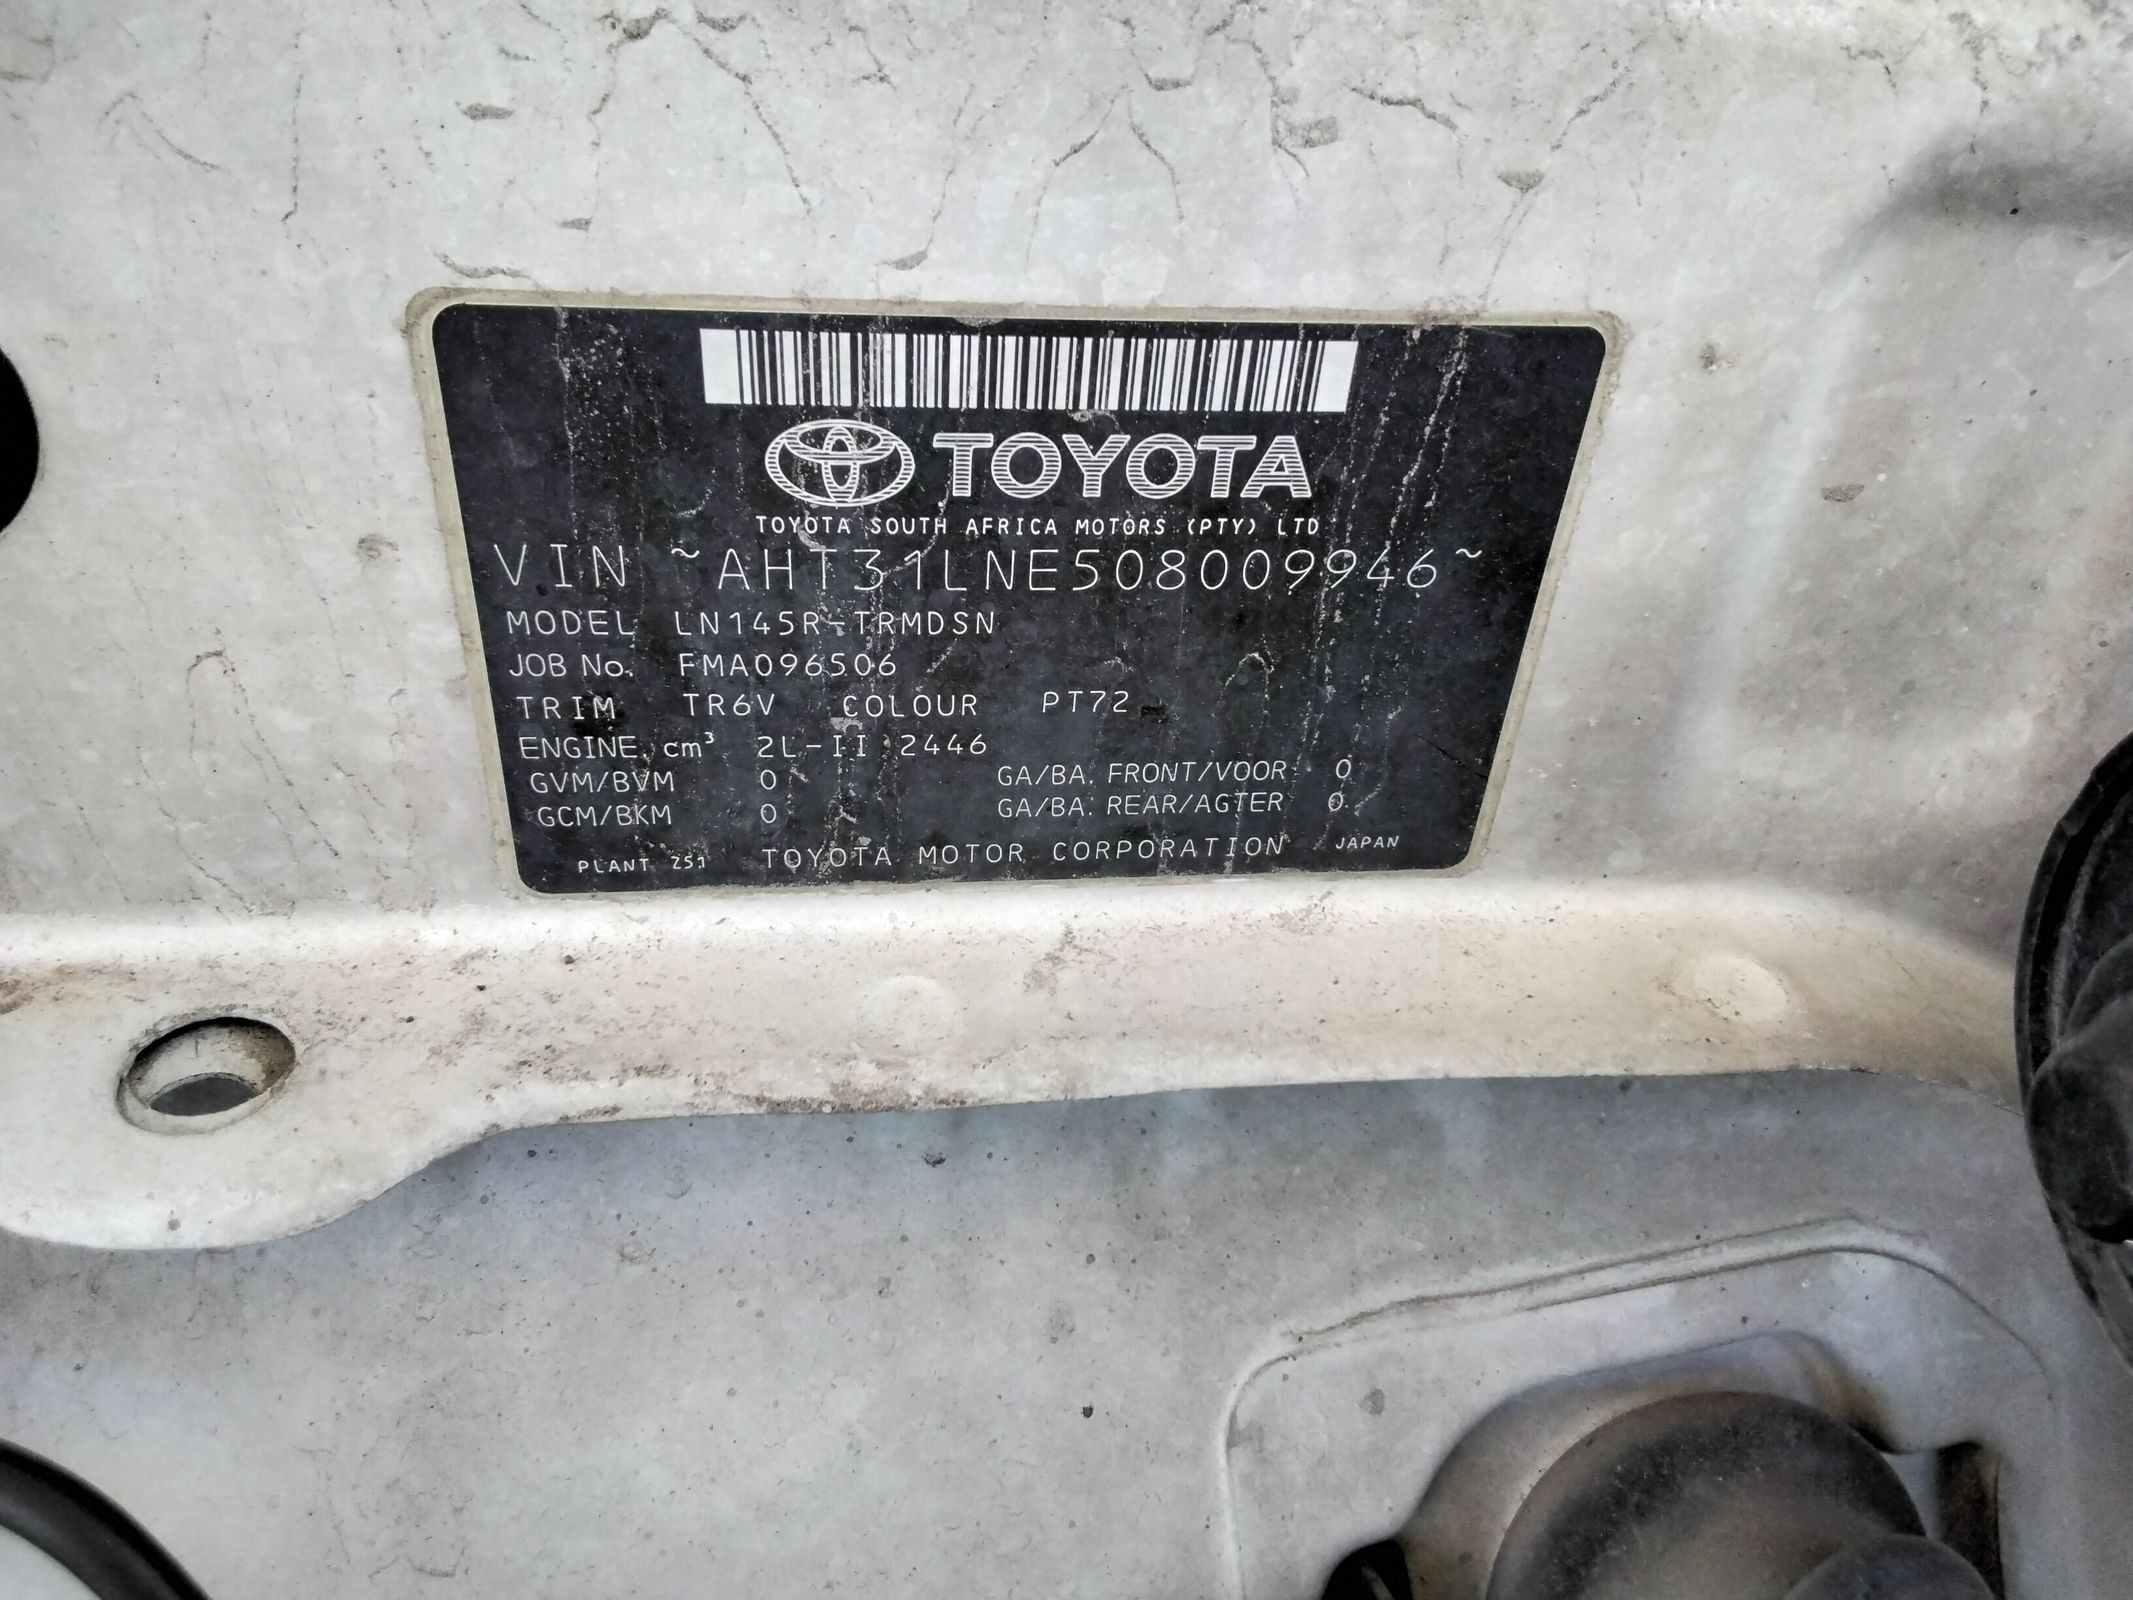 TOYOTA
TOYOTA SOUTH AFRICA MOTORS (PTY) LTD
VIN ~AHT31LNE508009946~
MODEL LN145R-TRMDSN
JOB No. FMA096506
TRIM TR6V COLOUR PT72
ENGINE cm³ 2L-II 2446
GVM/BVM 0 GA/BA. FRONT/VOOR 0
GCM/BKM 0 GA/BA. REAR/AGTER 0
PLANT Z51 TOYOTA MOTOR CORPORATION JAPAN